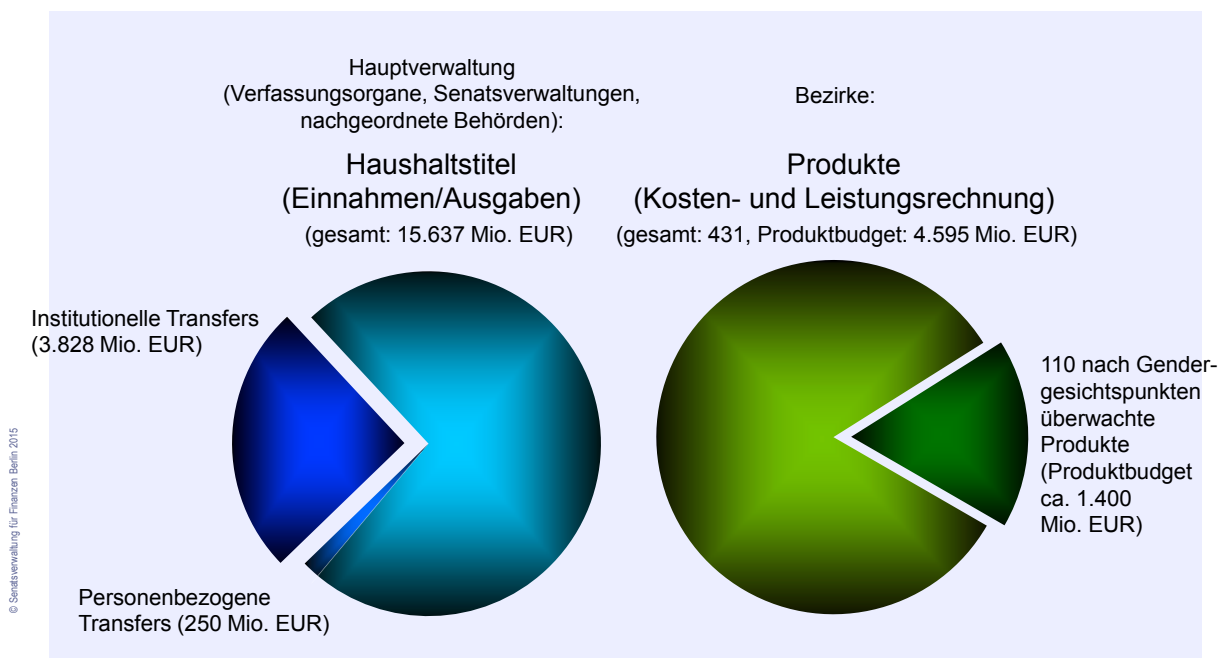 Hauptverwaltung
(Verfassungsorgane, Senatsverwaltungen,
nachgeordnete Behörden):
Haushaltstitel
(Einnahmen/Ausgaben)
(gesamt: 15.637 Mio. EUR)
Institutionelle Transfers
(3.828 Mio. EUR)
Personenbezogene
Transfers (250 Mio. EUR)
Bezirke:
Produkte
(Kosten- und Leistungsrechnung)
(gesamt: 431, Produktbudget: 4.595 Mio. EUR)
110 nach Gender-
gesichtspunkten
überwachte
Produkte
(Produktbudget
ca. 1.400
Mio. EUR)
© Senatsverwaltung für Finanzen Berlin 2015